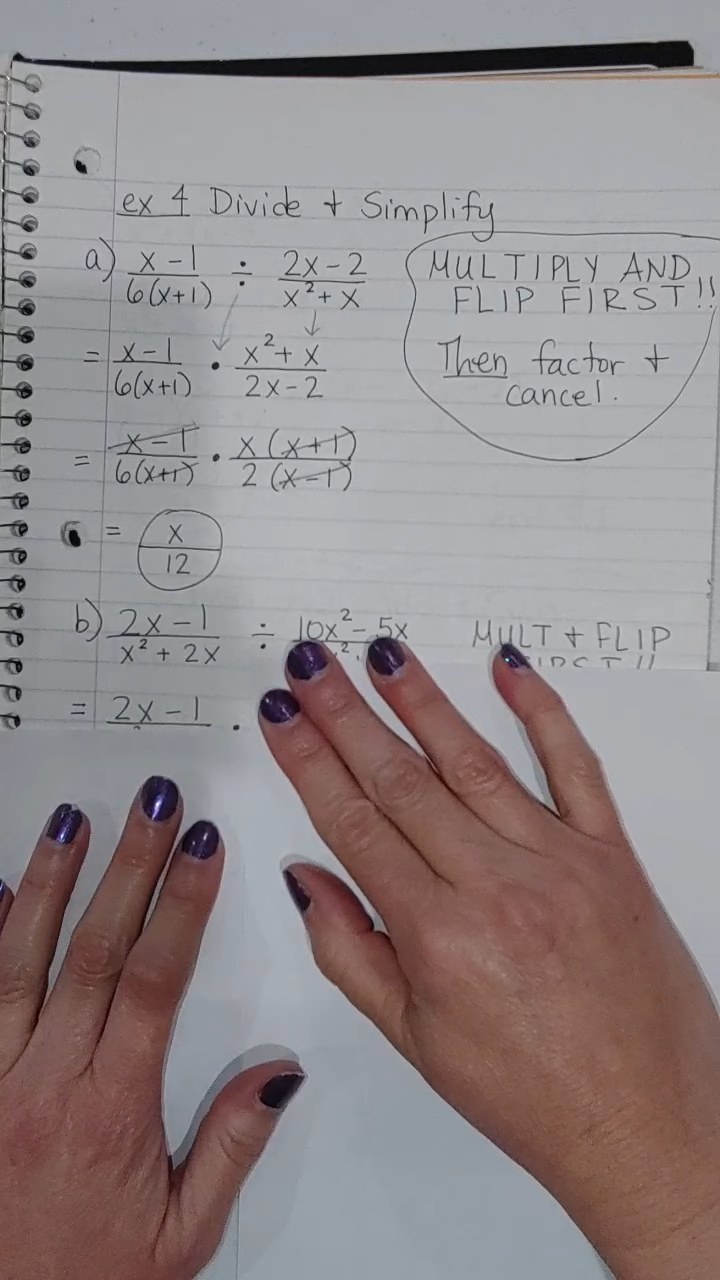 ex 4 Divide + Simplify
a) x - 1 / 6(x+1) ÷ 2x - 2 / x² + x
MULTIPLY AND
FLIP FIRST!!
Then factor +
cancel.
= x - 1 / 6(x+1) • x² + x / 2x - 2
= x - 1 / 6(x+1) • x (x+1) / 2 (x-1)
= x / 12
b) 2x - 1 / x² + 2x ÷ 10x² - 5x
MULT + FLIP
= 2x - 1 •